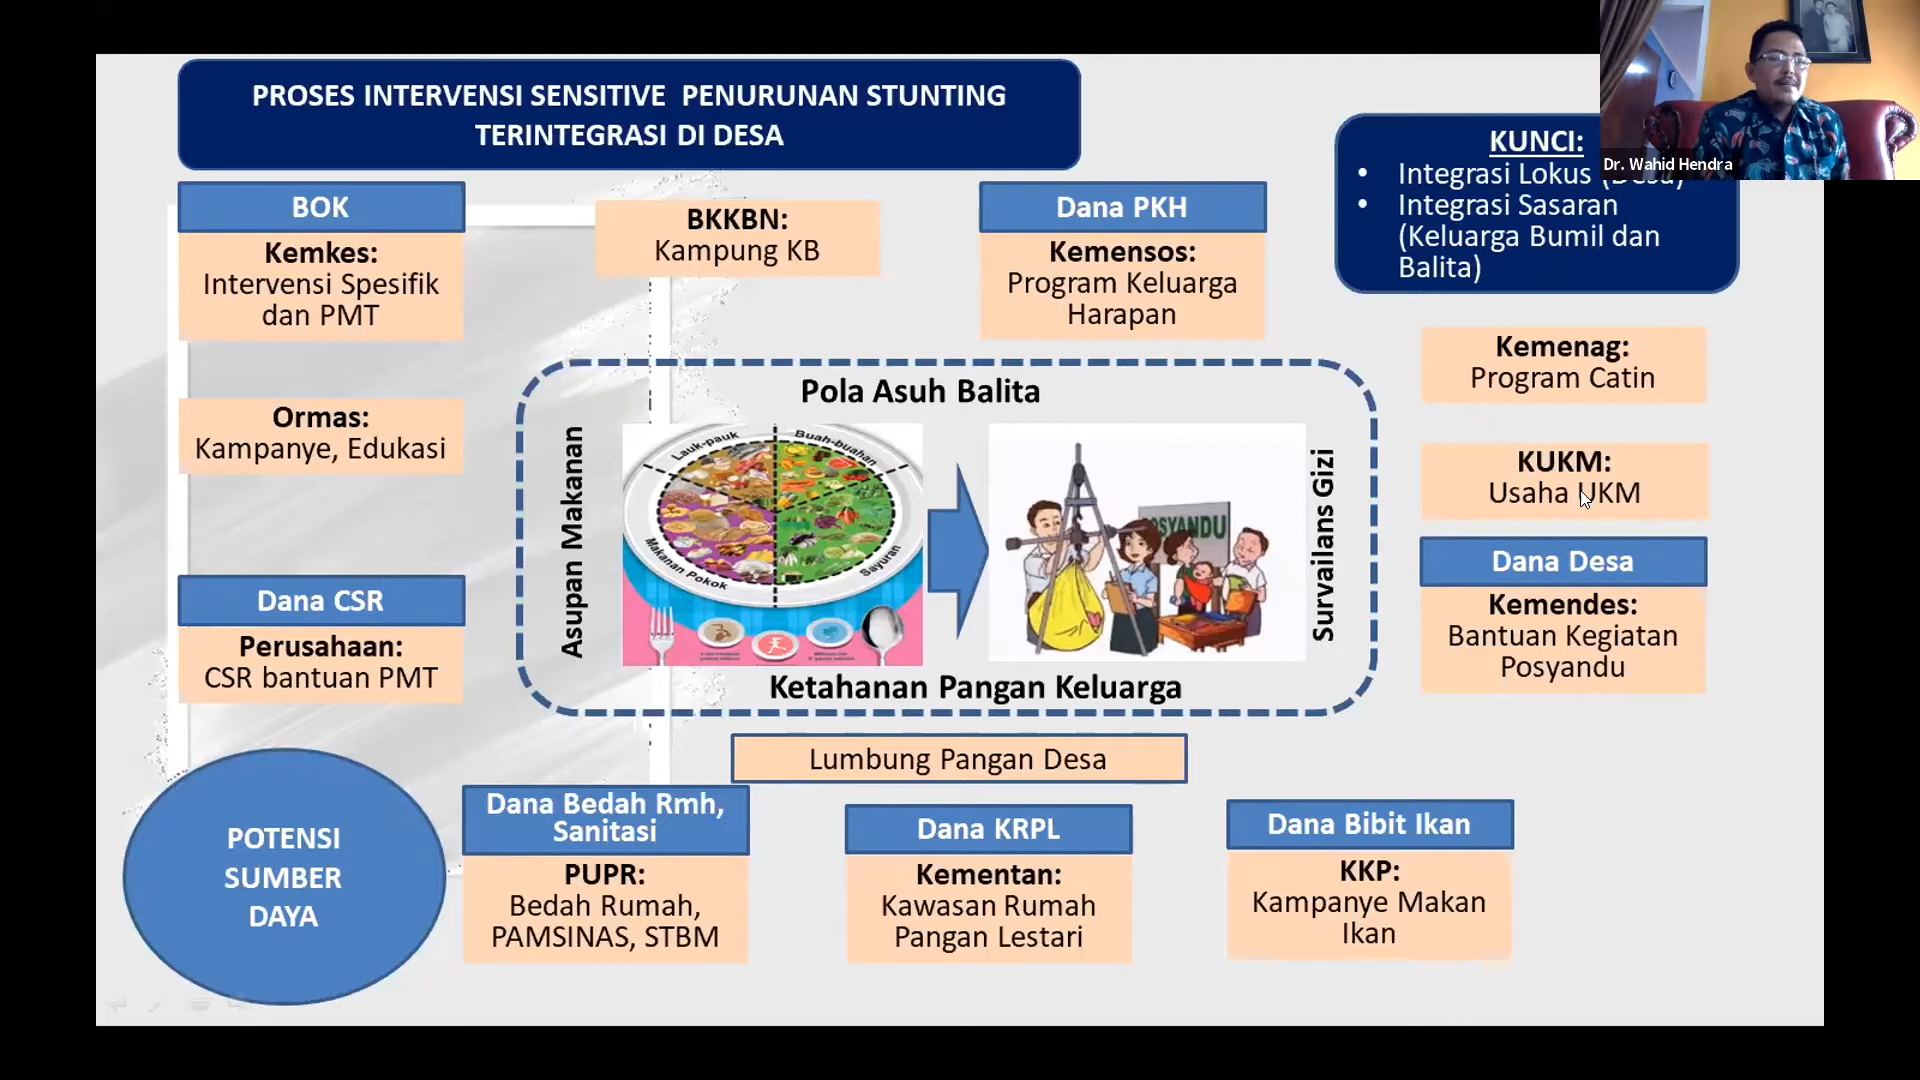 PROSES INTERVENSI SENSITIVE PENURUNAN STUNTING
TERINTEGRASI DI DESA
KUNCI:
• Integrasi Lokus (Desa)
• Integrasi Sasaran
(Keluarga Bumil dan
Balita)
Dr. Wahid Hendra
BOK
Kemkes:
Intervensi Spesifik
dan PMT
BKKBN:
Kampung KB
Dana PKH
Kemensos:
Program Keluarga
Harapan
Kemenag:
Program Catin
Ormas:
Kampanye, Edukasi
KUKM:
Usaha UKM
Pola Asuh Balita
Asupan Makanan
Lauk-pauk
Buah-buahan
Makanan Pokok
Sayuran
POSYANDU
Survailans Gizi
Ketahanan Pangan Keluarga
Dana CSR
Perusahaan:
CSR bantuan PMT
Dana Desa
Kemendes:
Bantuan Kegiatan
Posyandu
Lumbung Pangan Desa
POTENSI
SUMBER
DAYA
Dana Bedah Rmh,
Sanitasi
PUPR:
Bedah Rumah,
PAMSINAS, STBM
Dana KRPL
Kementan:
Kawasan Rumah
Pangan Lestari
Dana Bibit Ikan
KKP:
Kampanye Makan
Ikan